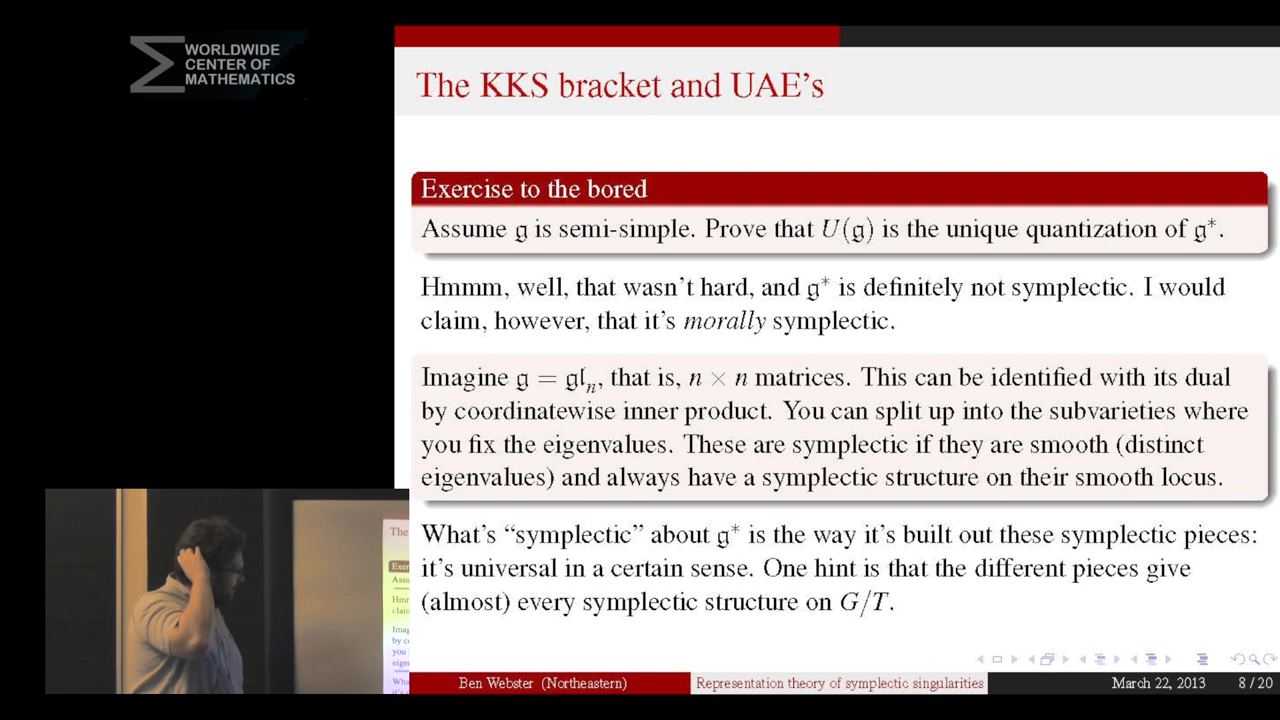 WORLDWIDE
CENTER OF
MATHEMATICS
The KKS bracket and UAE's
Exercise to the bored
Assume 𝔤 is semi-simple. Prove that U(𝔤) is the unique quantization of 𝔤*.
Hmmm, well, that wasn't hard, and 𝔤* is definitely not symplectic. I would
claim, however, that it's morally symplectic.
Imagine 𝔤 = 𝔤𝔩ₙ, that is, n × n matrices. This can be identified with its dual
by coordinatewise inner product. You can split up into the subvarieties where
you fix the eigenvalues. These are symplectic if they are smooth (distinct
eigenvalues) and always have a symplectic structure on their smooth locus.
What's "symplectic" about 𝔤* is the way it's built out these symplectic pieces:
it's universal in a certain sense. One hint is that the different pieces give
(almost) every symplectic structure on G/T.
Ben Webster (Northeastern) Representation theory of symplectic singularities March 22, 2013 8 / 20